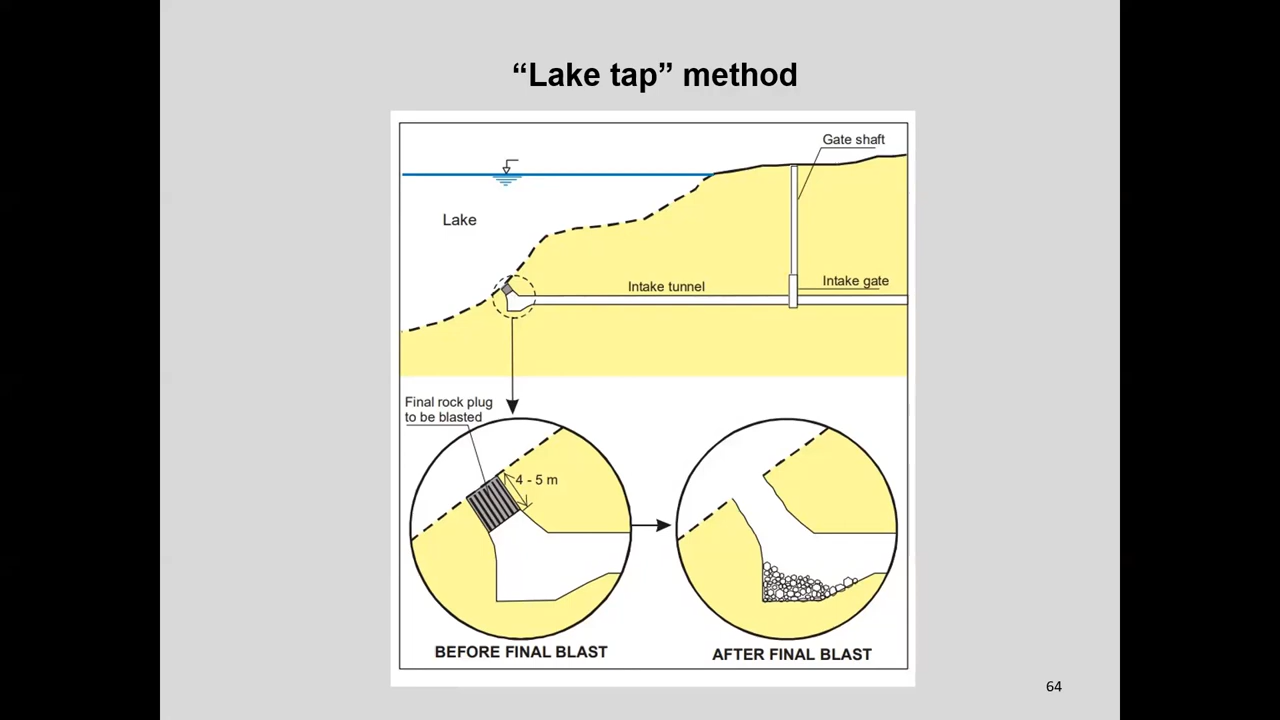 “Lake tap” method
Gate shaft
Lake
Intake tunnel
Intake gate
Final rock plug
to be blasted
4 - 5 m
BEFORE FINAL BLAST
AFTER FINAL BLAST
64